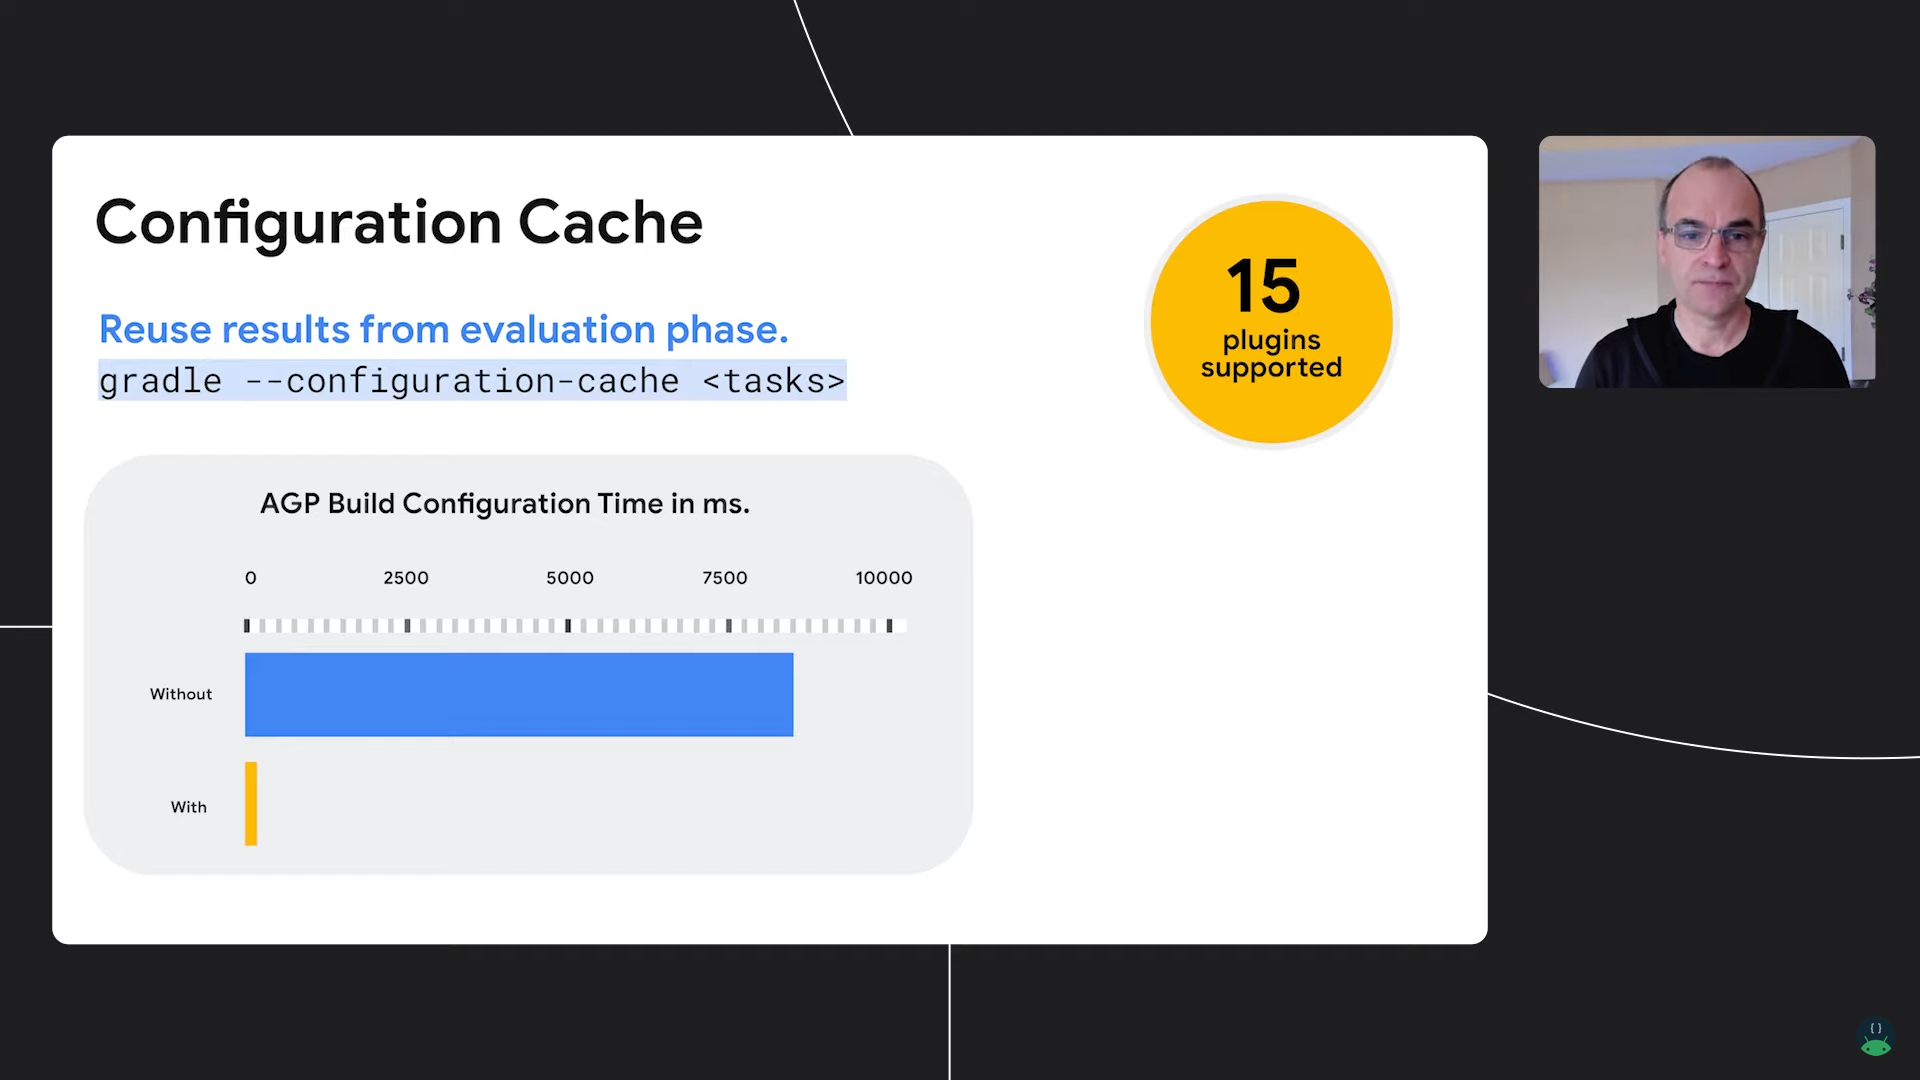 Configuration Cache
Reuse results from evaluation phase.
gradle --configuration-cache <tasks>
15
plugins
supported
AGP Build Configuration Time in ms.
0 2500 5000 7500 10000
Without
With
{ }